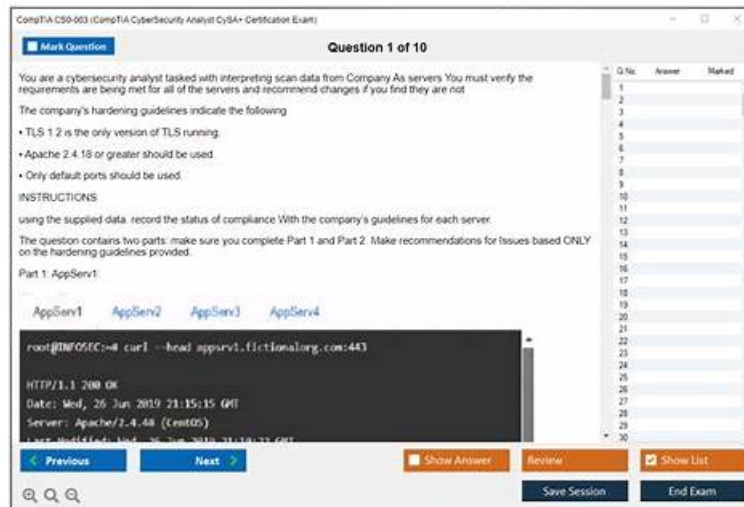 CompTIA CS0-003 (CompTIA CyberSecurity Analyst CySA+ Certification Exam)
Mark Question
Question 1 of 10
You are a cybersecurity analyst tasked with interpreting scan data from Company As servers You must verify the
requirements are being met for all of the servers and recommend changes if you find they are not
The company's hardening guidelines indicate the following
• TLS 1 2 is the only version of TLS running.
• Apache 2.4.18 or greater should be used.
• Only default ports should be used.
INSTRUCTIONS
using the supplied data. record the status of compliance With the company's guidelines for each server.
The question contains two parts: make sure you complete Part 1 and Part 2. Make recommendations for Issues based ONLY
on the hardening guidelines provided.
Part 1: AppServ1:
AppServ1 AppServ2 AppServ3 AppServ4
root@INFOSEC:~# curl --head appsrv1.fictionalorg.com:443
HTTP/1.1 200 OK
Date: Wed, 26 Jun 2019 21:15:15 GMT
Server: Apache/2.4.48 (CentOS)
Last-Modified: Wed, 26 Jun 2019 21:10:22 GMT
Q No. Answer Marked
1
2
3
4
5
6
7
8
9
10
11
12
13
14
15
16
17
18
19
20
21
22
23
24
25
26
27
28
29
30
Previous
Next
Show Answer
Review
Show List
Save Session
End Exam